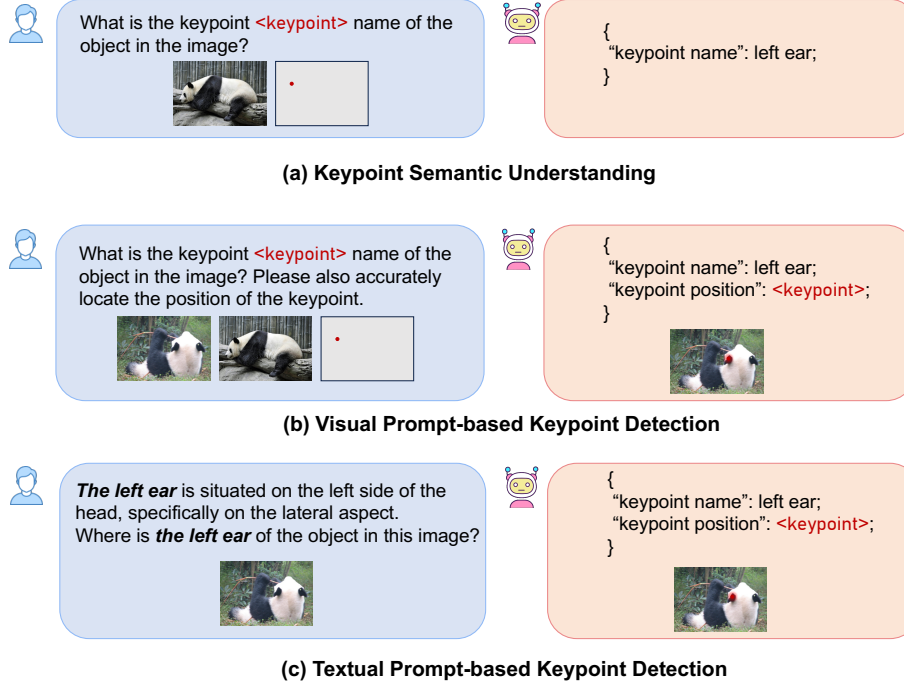 What is the keypoint <keypoint> name of the
object in the image?
{
"keypoint name": left ear;
}
(a) Keypoint Semantic Understanding
What is the keypoint <keypoint> name of the
object in the image? Please also accurately
locate the position of the keypoint.
{
"keypoint name": left ear;
"keypoint position": <keypoint>;
}
(b) Visual Prompt-based Keypoint Detection
The left ear is situated on the left side of the
head, specifically on the lateral aspect.
Where is the left ear of the object in this image?
{
"keypoint name": left ear;
"keypoint position": <keypoint>;
}
(c) Textual Prompt-based Keypoint Detection